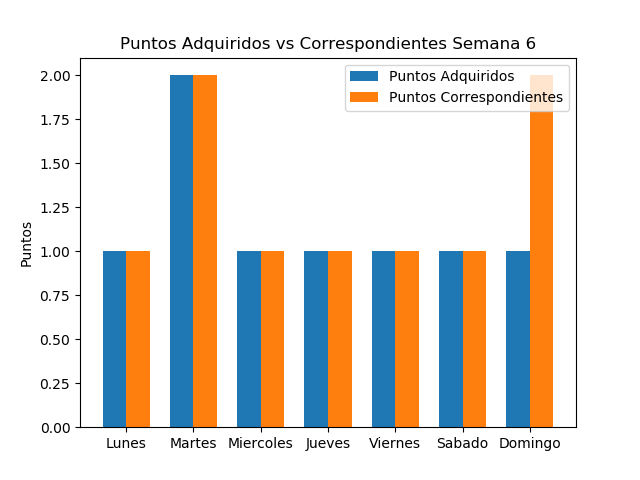 Puntos Adquiridos vs Correspondientes Semana 6
Puntos Adquiridos
Puntos Correspondientes
Puntos
2.00
1.75
1.50
1.25
1.00
0.75
0.50
0.25
0.00
Lunes Martes Miercoles Jueves Viernes Sabado Domingo